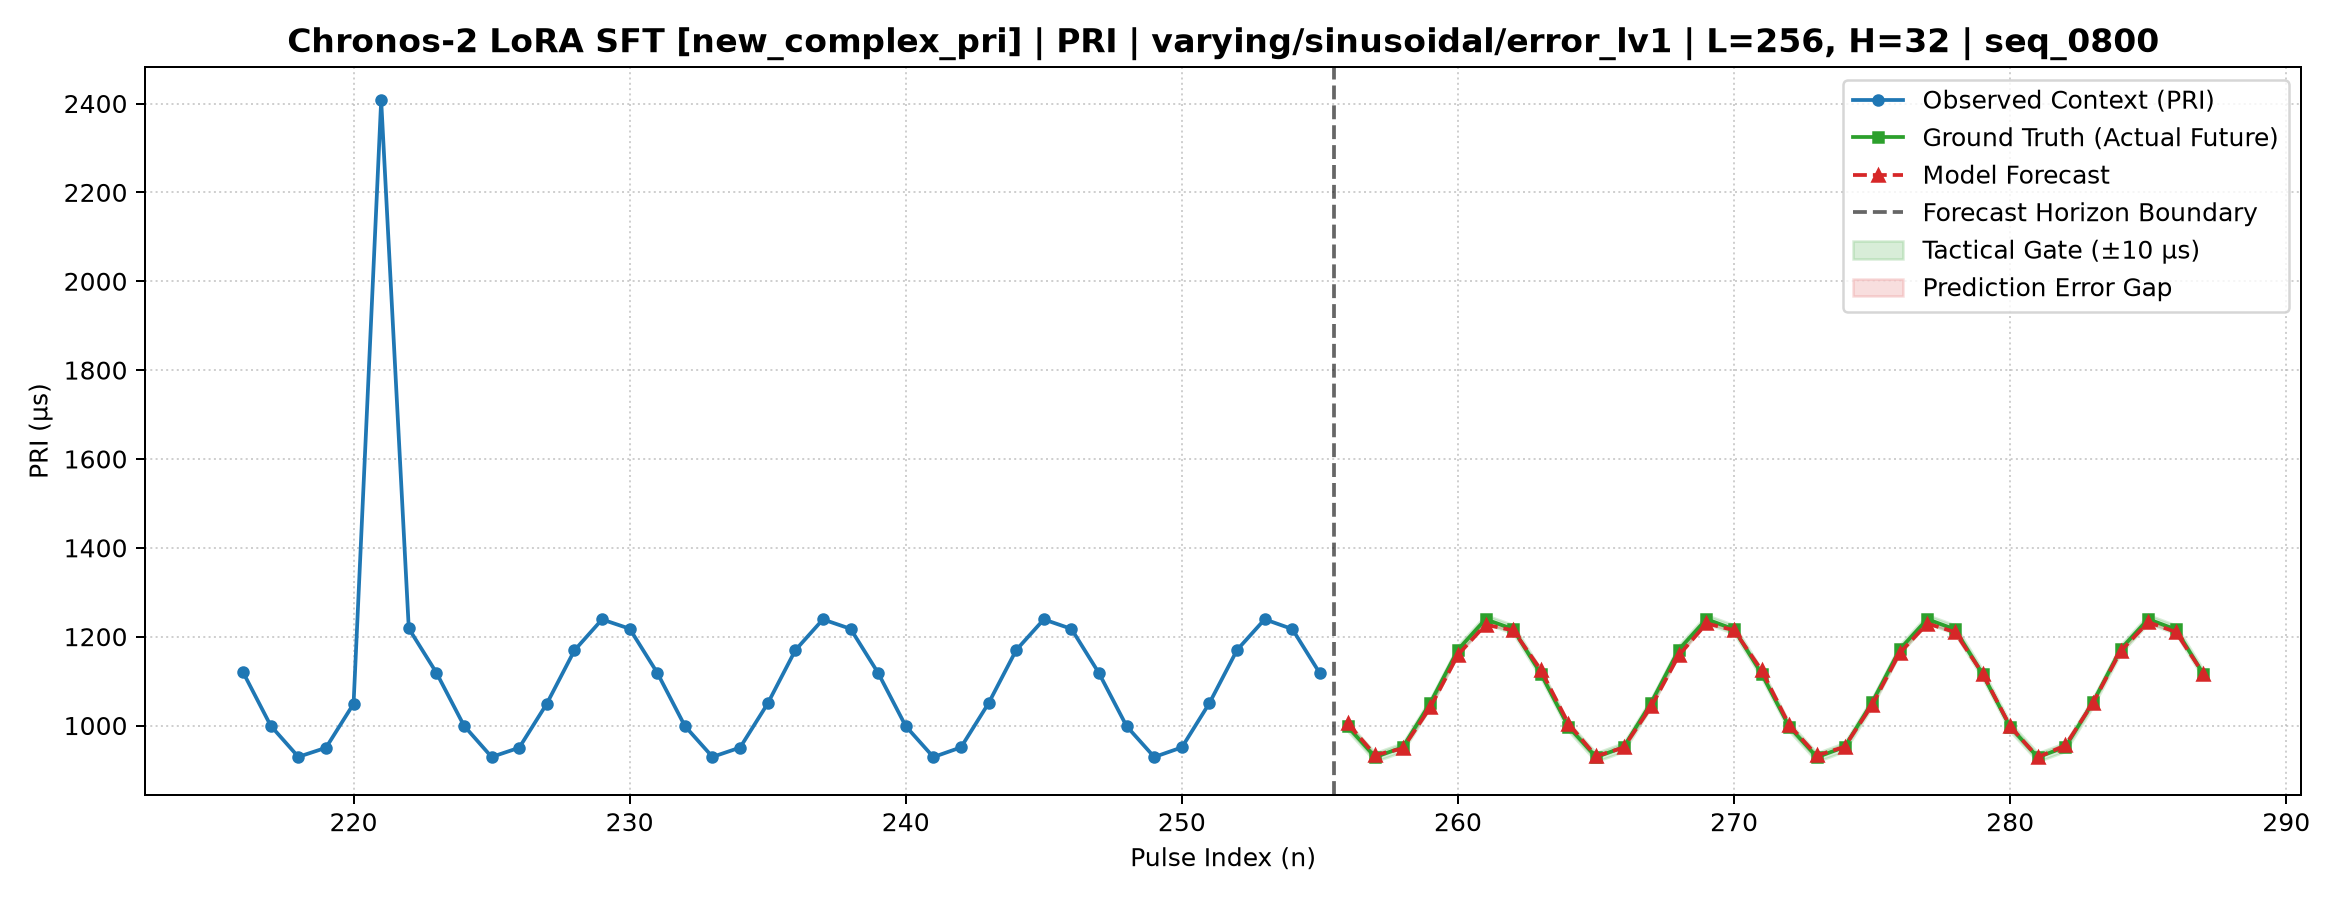 Chronos-2 LoRA SFT [new_complex_pri] | PRI | varying/sinusoidal/error_lv1 | L=256, H=32 | seq_0800
Observed Context (PRI)
Ground Truth (Actual Future)
Model Forecast
Forecast Horizon Boundary
Tactical Gate (±10 µs)
Prediction Error Gap
PRI (µs)
2400
2200
2000
1800
1600
1400
1200
1000
220 230 240 250 260 270 280 290
Pulse Index (n)